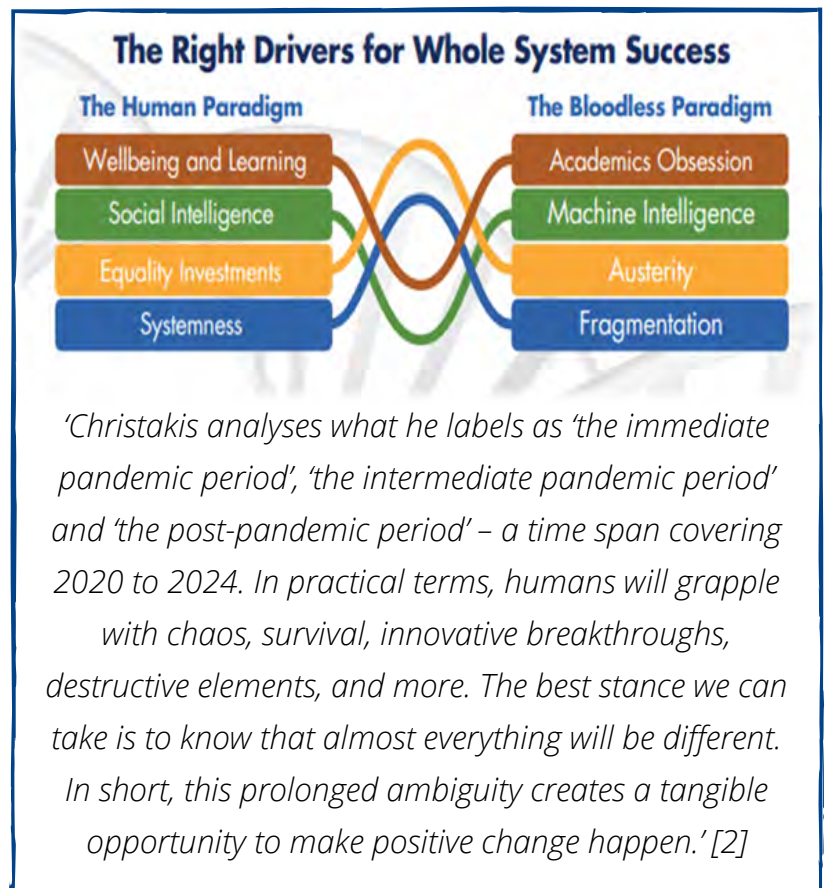 The Right Drivers for Whole System Success
The Human Paradigm
The Bloodless Paradigm
Wellbeing and Learning
Academics Obsession
Social Intelligence
Machine Intelligence
Equality Investments
Austerity
Systemness
Fragmentation
‘Christakis analyses what he labels as ‘the immediate
pandemic period’, ‘the intermediate pandemic period’
and ‘the post-pandemic period’ – a time span covering
2020 to 2024. In practical terms, humans will grapple
with chaos, survival, innovative breakthroughs,
destructive elements, and more. The best stance we can
take is to know that almost everything will be different.
In short, this prolonged ambiguity creates a tangible
opportunity to make positive change happen.’ [2]